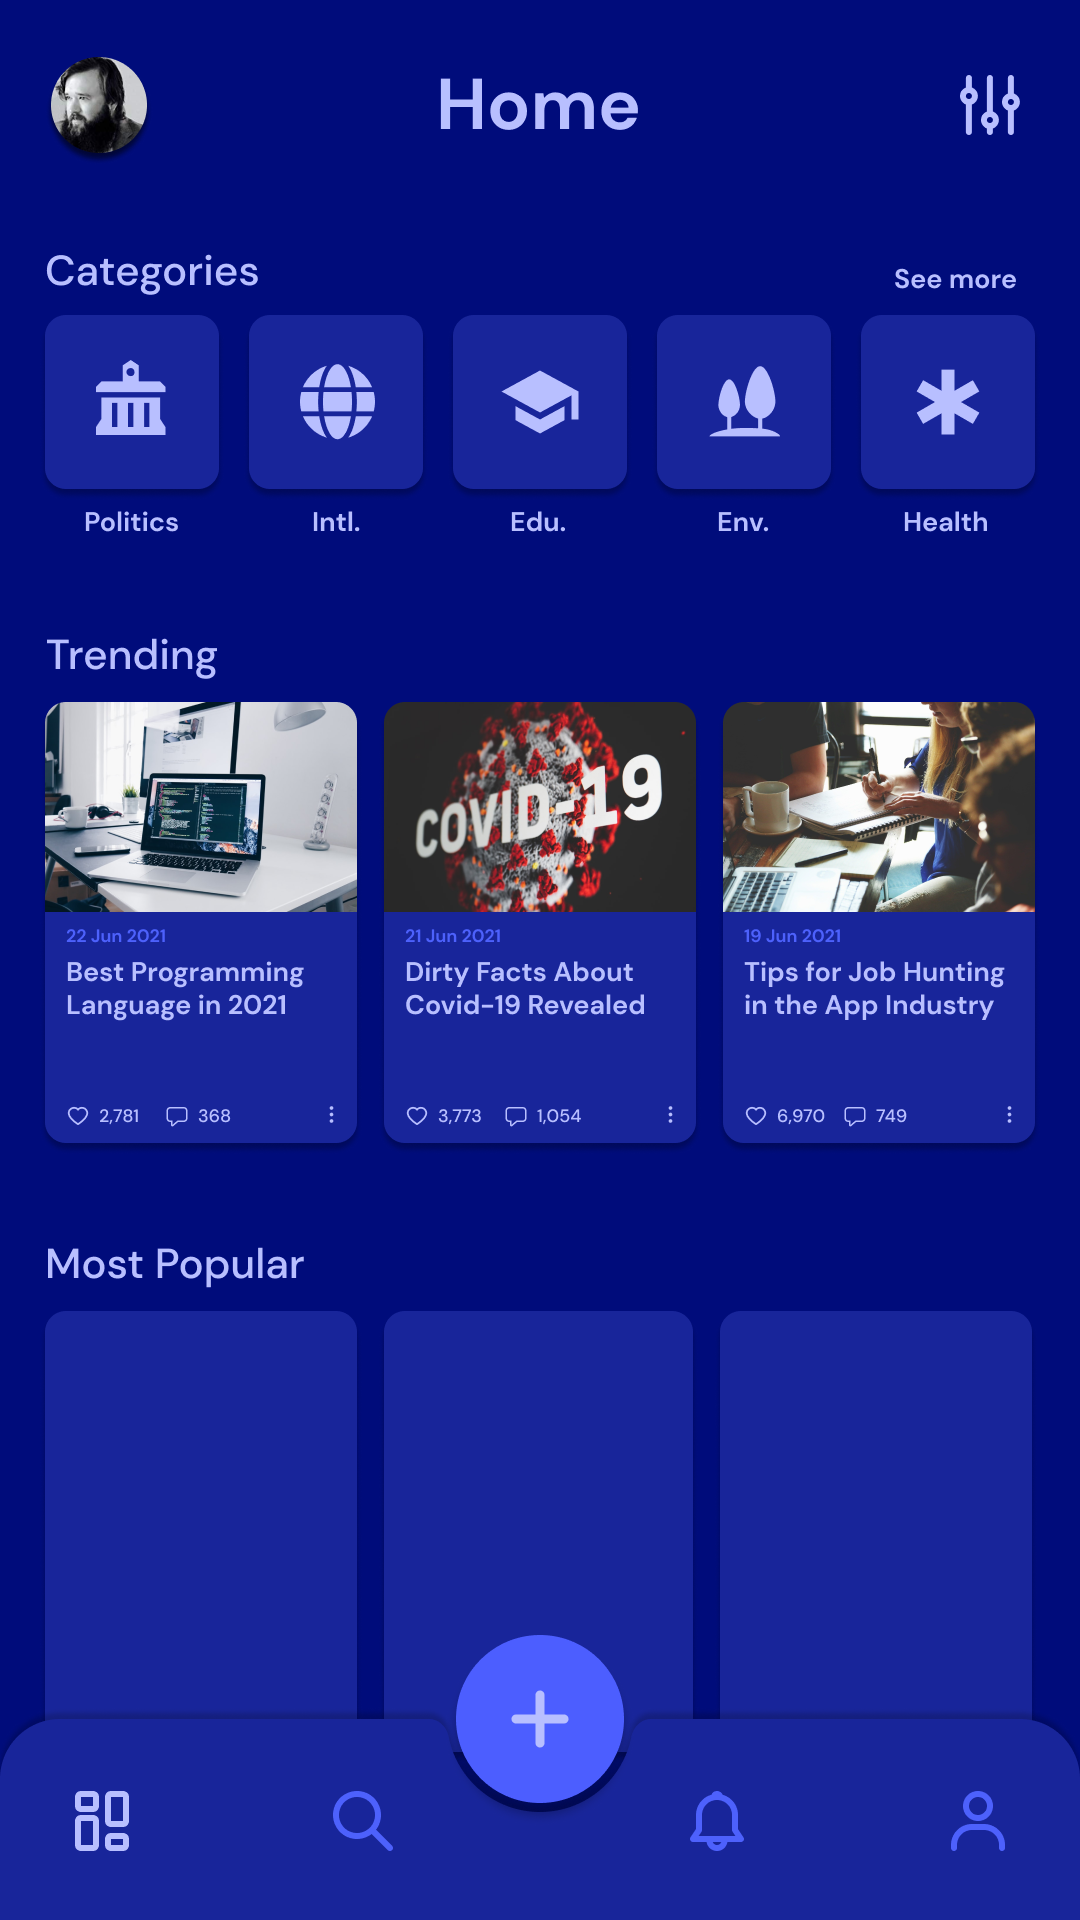 Home
Categories
See more
Politics
Intl.
Edu.
Env.
Health
Trending
COVID-19
22 Jun 2021
Best Programming
Language in 2021
2,781
368
21 Jun 2021
Dirty Facts About
Covid-19 Revealed
3,773
1,054
19 Jun 2021
Tips for Job Hunting
in the App Industry
6,970
749
Most Popular